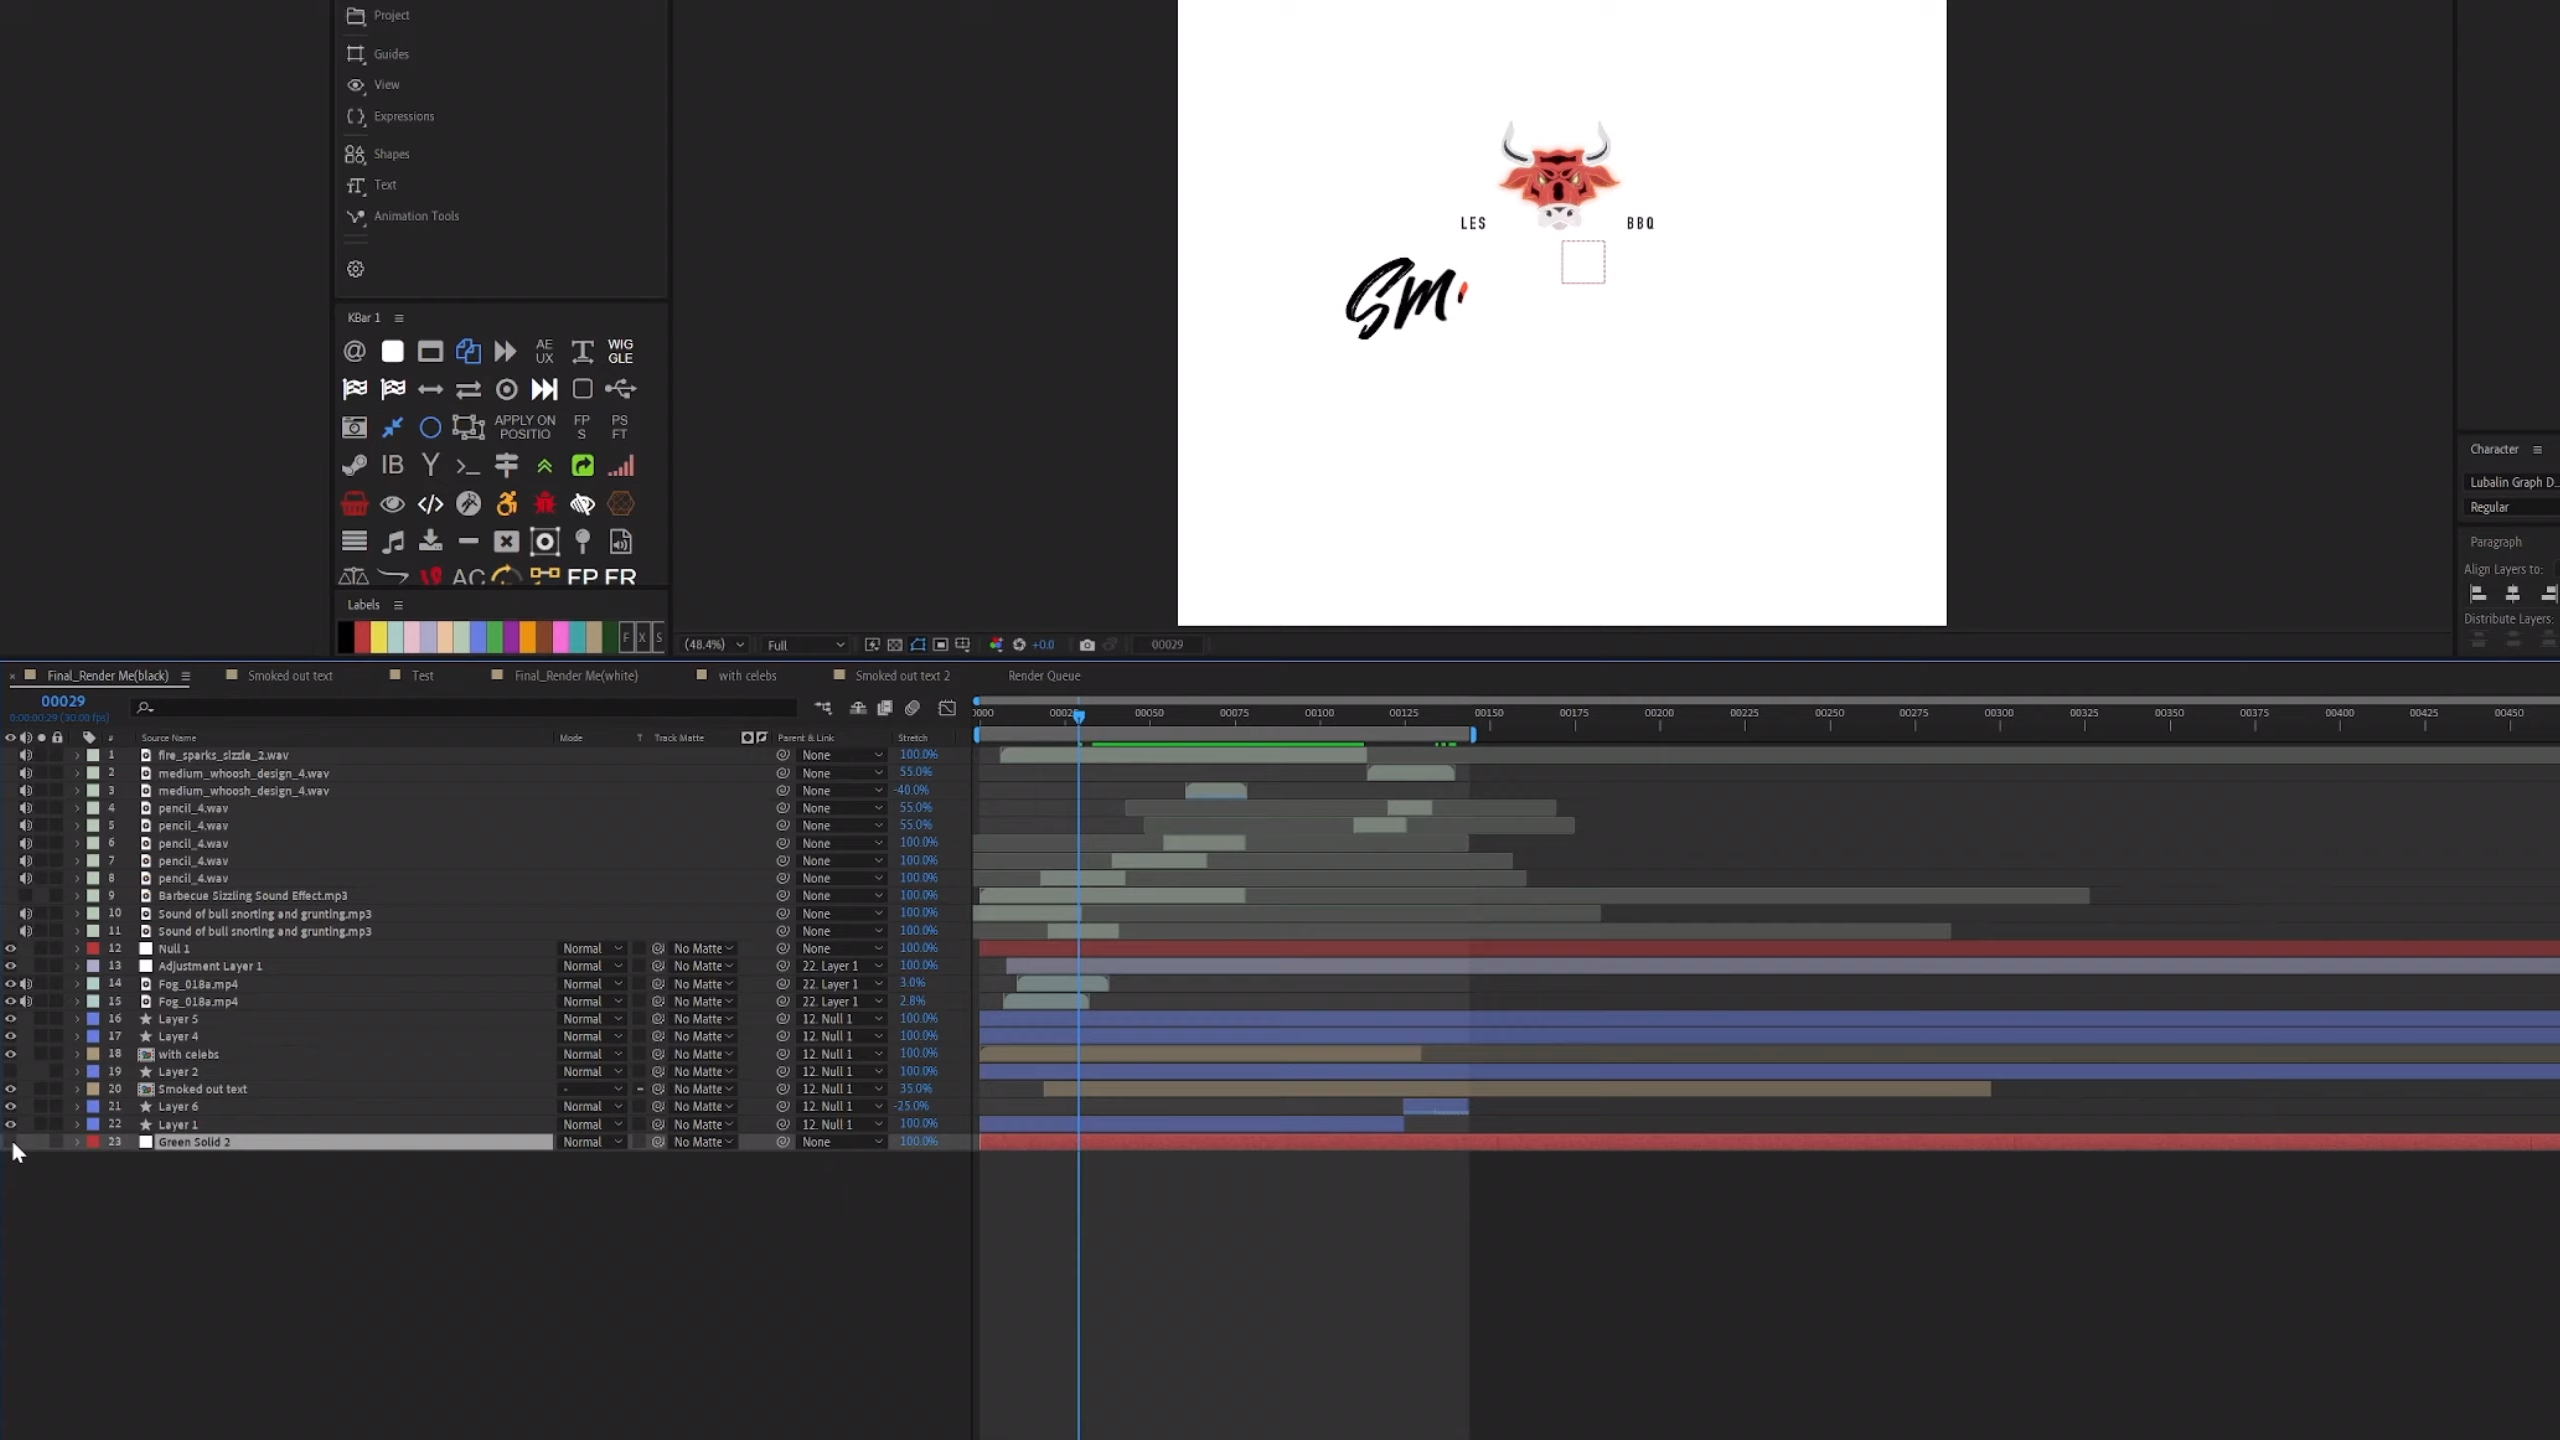 Project
Guides
View
Expressions
Shapes
Text
Animation Tools
LES
BBQ
SM
KBar 1
@
AE UX
WIG GLE
APPLY ON POSITIO
FP S
PS FT
IB
AC
FP
FR
Labels
F X S
(48.4%) Full +0.0 00029
Character
Lubalin Graph D...
Regular
Paragraph
Align Layers to:
Distribute Layers:
Final_Render Me(black) Smoked out text Test Final_Render Me(white) with celebs Smoked out text 2 Render Queue
00029
0:00:00:29 (30.00 fps)
00050 00075 00100 00125 00150 00175 00200 00225 00250 00275 00300 00325 00350 00375 00400 00425 00450
# Source Name Mode T Track Matte Parent & Link Stretch
1 fire_sparks_sizzle_2.wav None 100.0%
2 medium_whoosh_design_4.wav None 55.0%
3 medium_whoosh_design_4.wav None -40.0%
4 pencil_4.wav None 55.0%
5 pencil_4.wav None 55.0%
6 pencil_4.wav None 100.0%
7 pencil_4.wav None 100.0%
8 pencil_4.wav None 100.0%
9 Barbecue Sizzling Sound Effect.mp3 None 100.0%
10 Sound of bull snorting and grunting.mp3 None 100.0%
11 Sound of bull snorting and grunting.mp3 None 100.0%
12 Null 1 Normal No Matte None 100.0%
13 Adjustment Layer 1 Normal No Matte 22. Layer 1 100.0%
14 Fog_018a.mp4 Normal No Matte 22. Layer 1 3.0%
15 Fog_018a.mp4 Normal No Matte 22. Layer 1 2.8%
16 Layer 5 Normal No Matte 12. Null 1 100.0%
17 Layer 4 Normal No Matte 12. Null 1 100.0%
18 with celebs Normal No Matte 12. Null 1 100.0%
19 Layer 2 Normal No Matte 12. Null 1 100.0%
20 Smoked out text - No Matte 12. Null 1 35.0%
21 Layer 6 Normal No Matte 12. Null 1 -25.0%
22 Layer 1 Normal No Matte 12. Null 1 100.0%
23 Green Solid 2 Normal No Matte None 100.0%